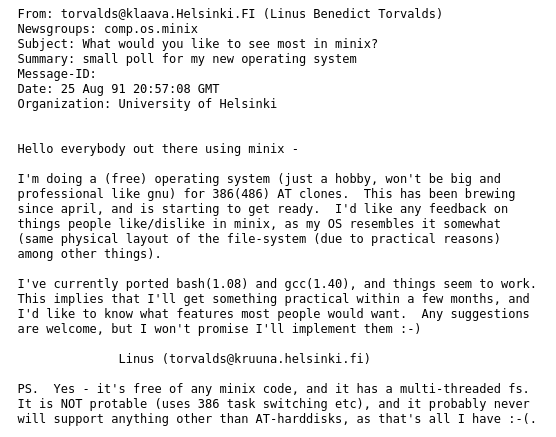 From: torvalds@klaava.Helsinki.FI (Linus Benedict Torvalds)
Newsgroups: comp.os.minix
Subject: What would you like to see most in minix?
Summary: small poll for my new operating system
Message-ID:
Date: 25 Aug 91 20:57:08 GMT
Organization: University of Helsinki

Hello everybody out there using minix -

I'm doing a (free) operating system (just a hobby, won't be big and
professional like gnu) for 386(486) AT clones.  This has been brewing
since april, and is starting to get ready.  I'd like any feedback on
things people like/dislike in minix, as my OS resembles it somewhat
(same physical layout of the file-system (due to practical reasons)
among other things).

I've currently ported bash(1.08) and gcc(1.40), and things seem to work.
This implies that I'll get something practical within a few months, and
I'd like to know what features most people would want.  Any suggestions
are welcome, but I won't promise I'll implement them :-)

Linus (torvalds@kruuna.helsinki.fi)

PS.  Yes - it's free of any minix code, and it has a multi-threaded fs.
It is NOT protable (uses 386 task switching etc), and it probably never
will support anything other than AT-harddisks, as that's all I have :-(.